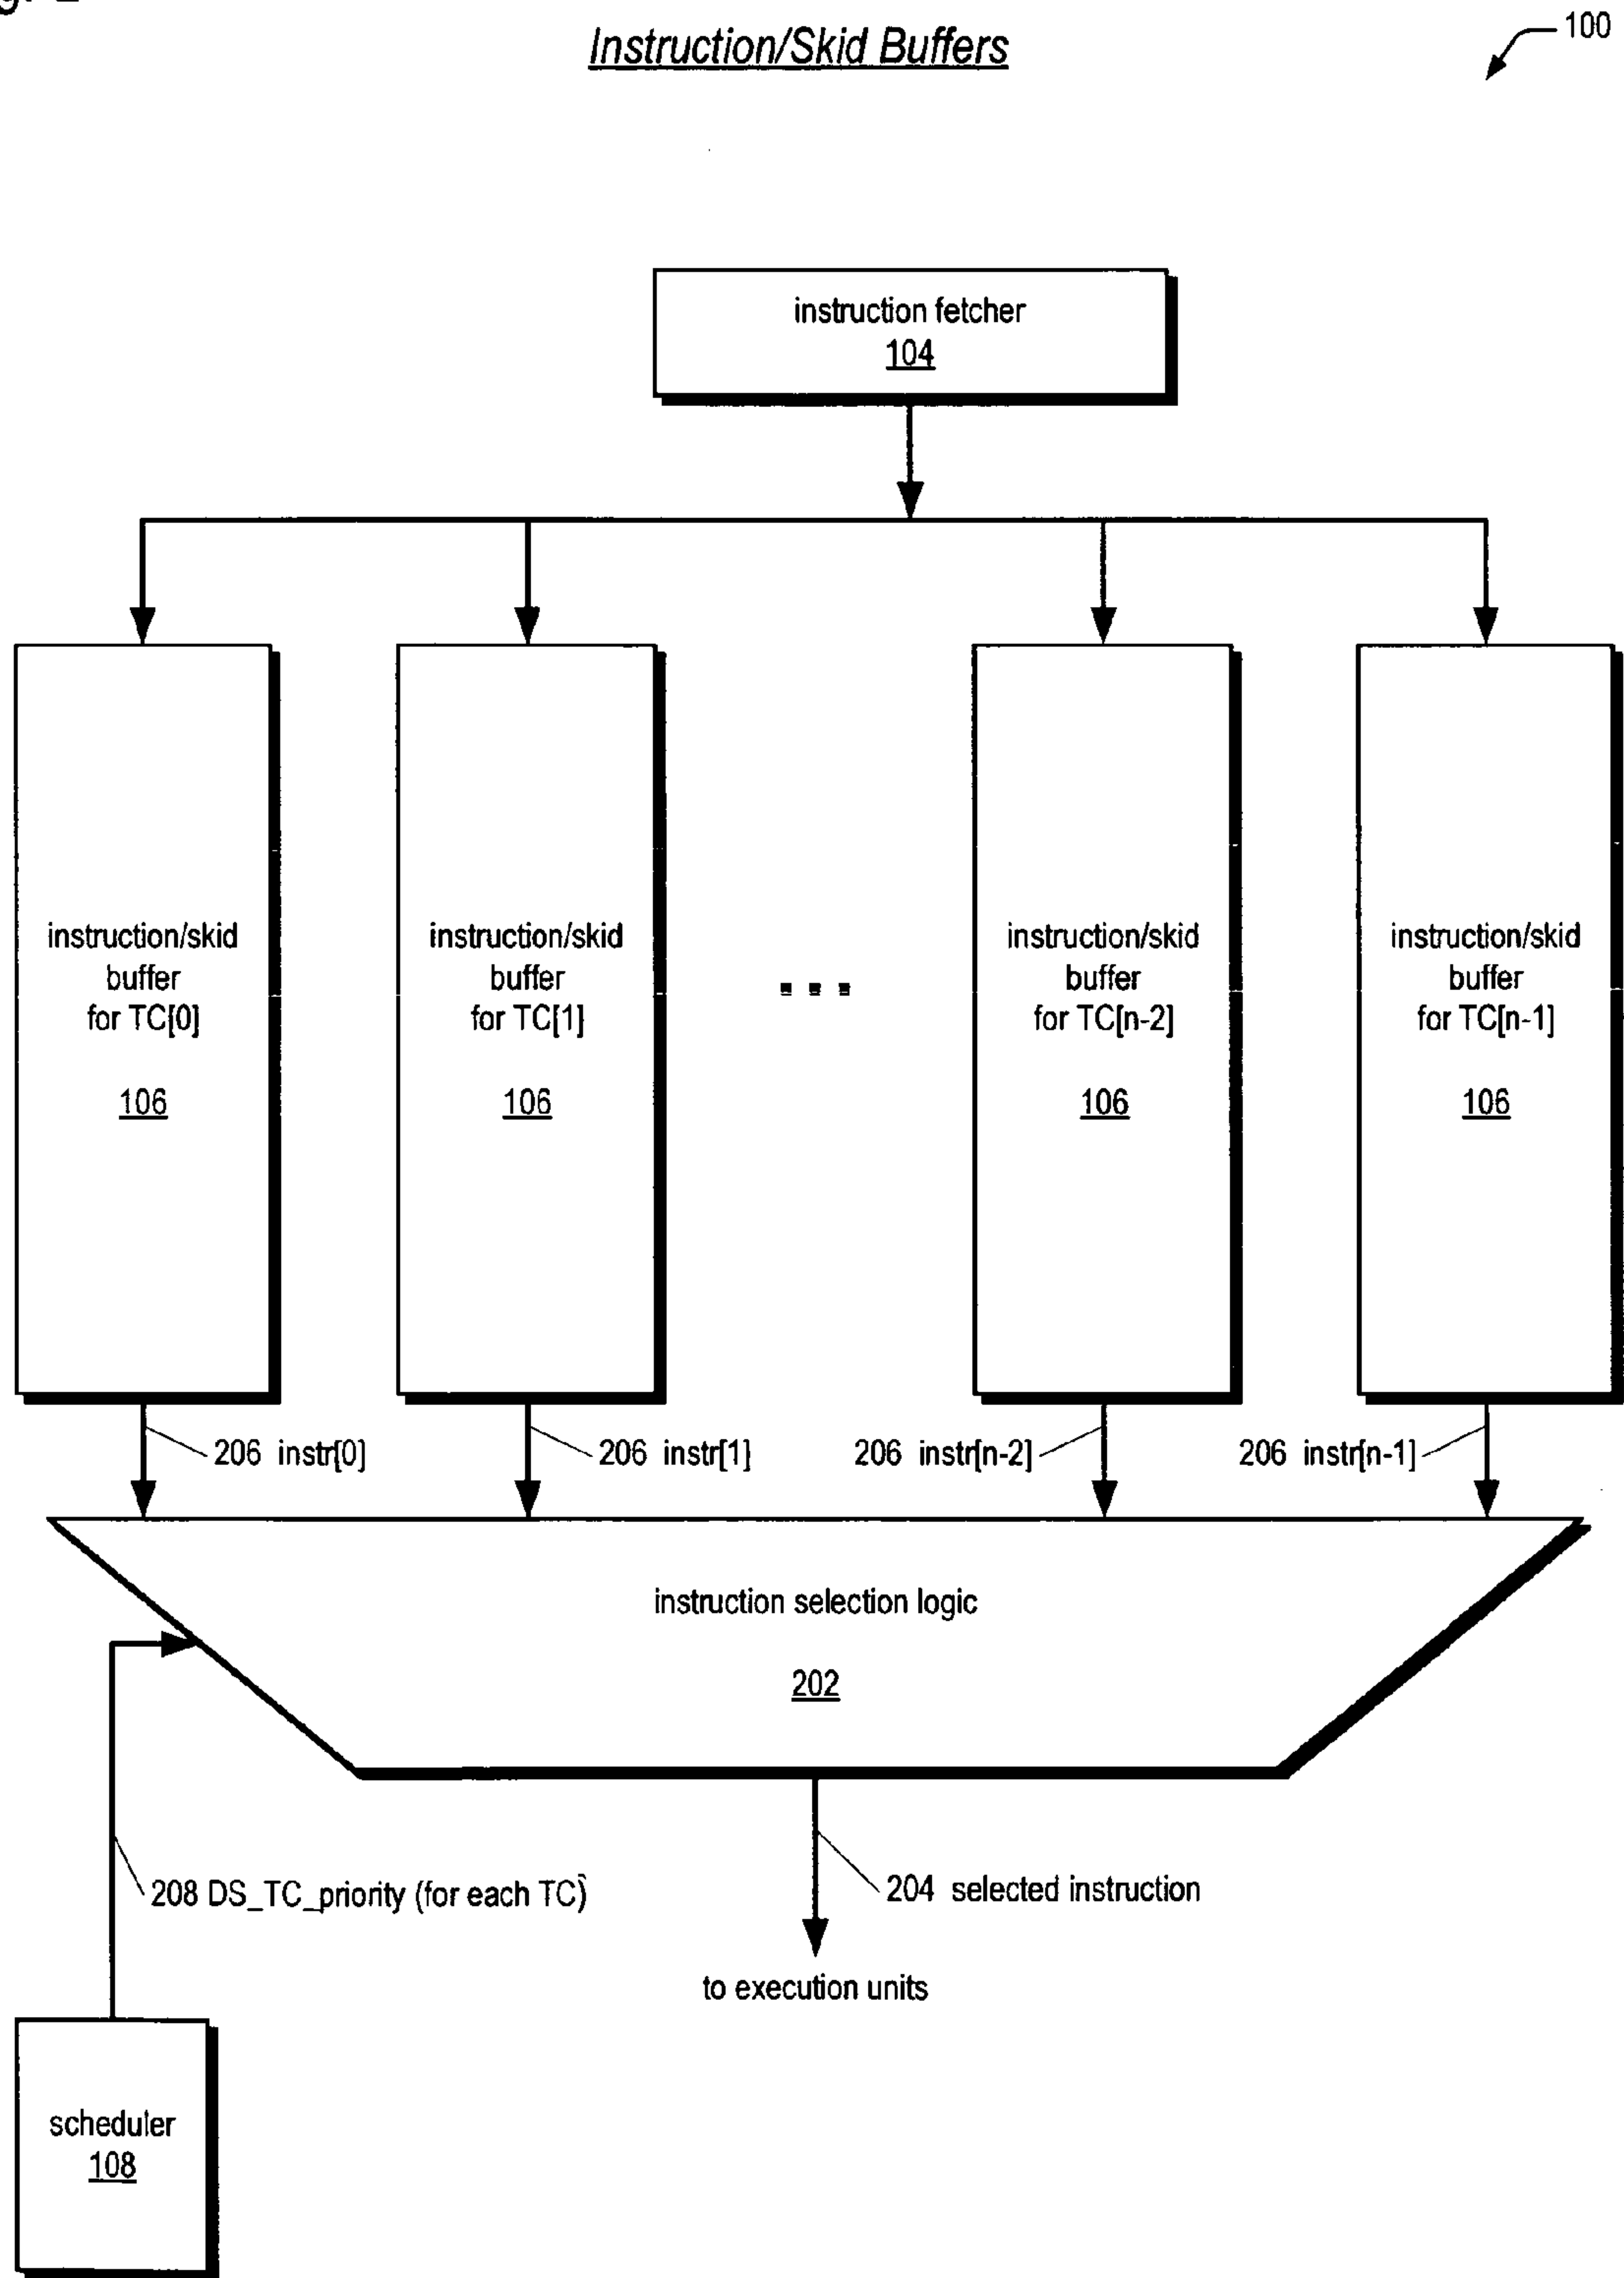 Instruction/Skid Buffers
100
instruction fetcher
104
instruction/skid
buffer
for TC[0]
106
instruction/skid
buffer
for TC[1]
106
instruction/skid
buffer
for TC[n-2]
106
instruction/skid
buffer
for TC[n-1]
106
206 instr[0]
206 instr[1]
206 instr[n-2]
206 instr[n-1]
instruction selection logic
202
208 DS_TC_priority (for each TC)
204 selected instruction
to execution units
scheduler
108